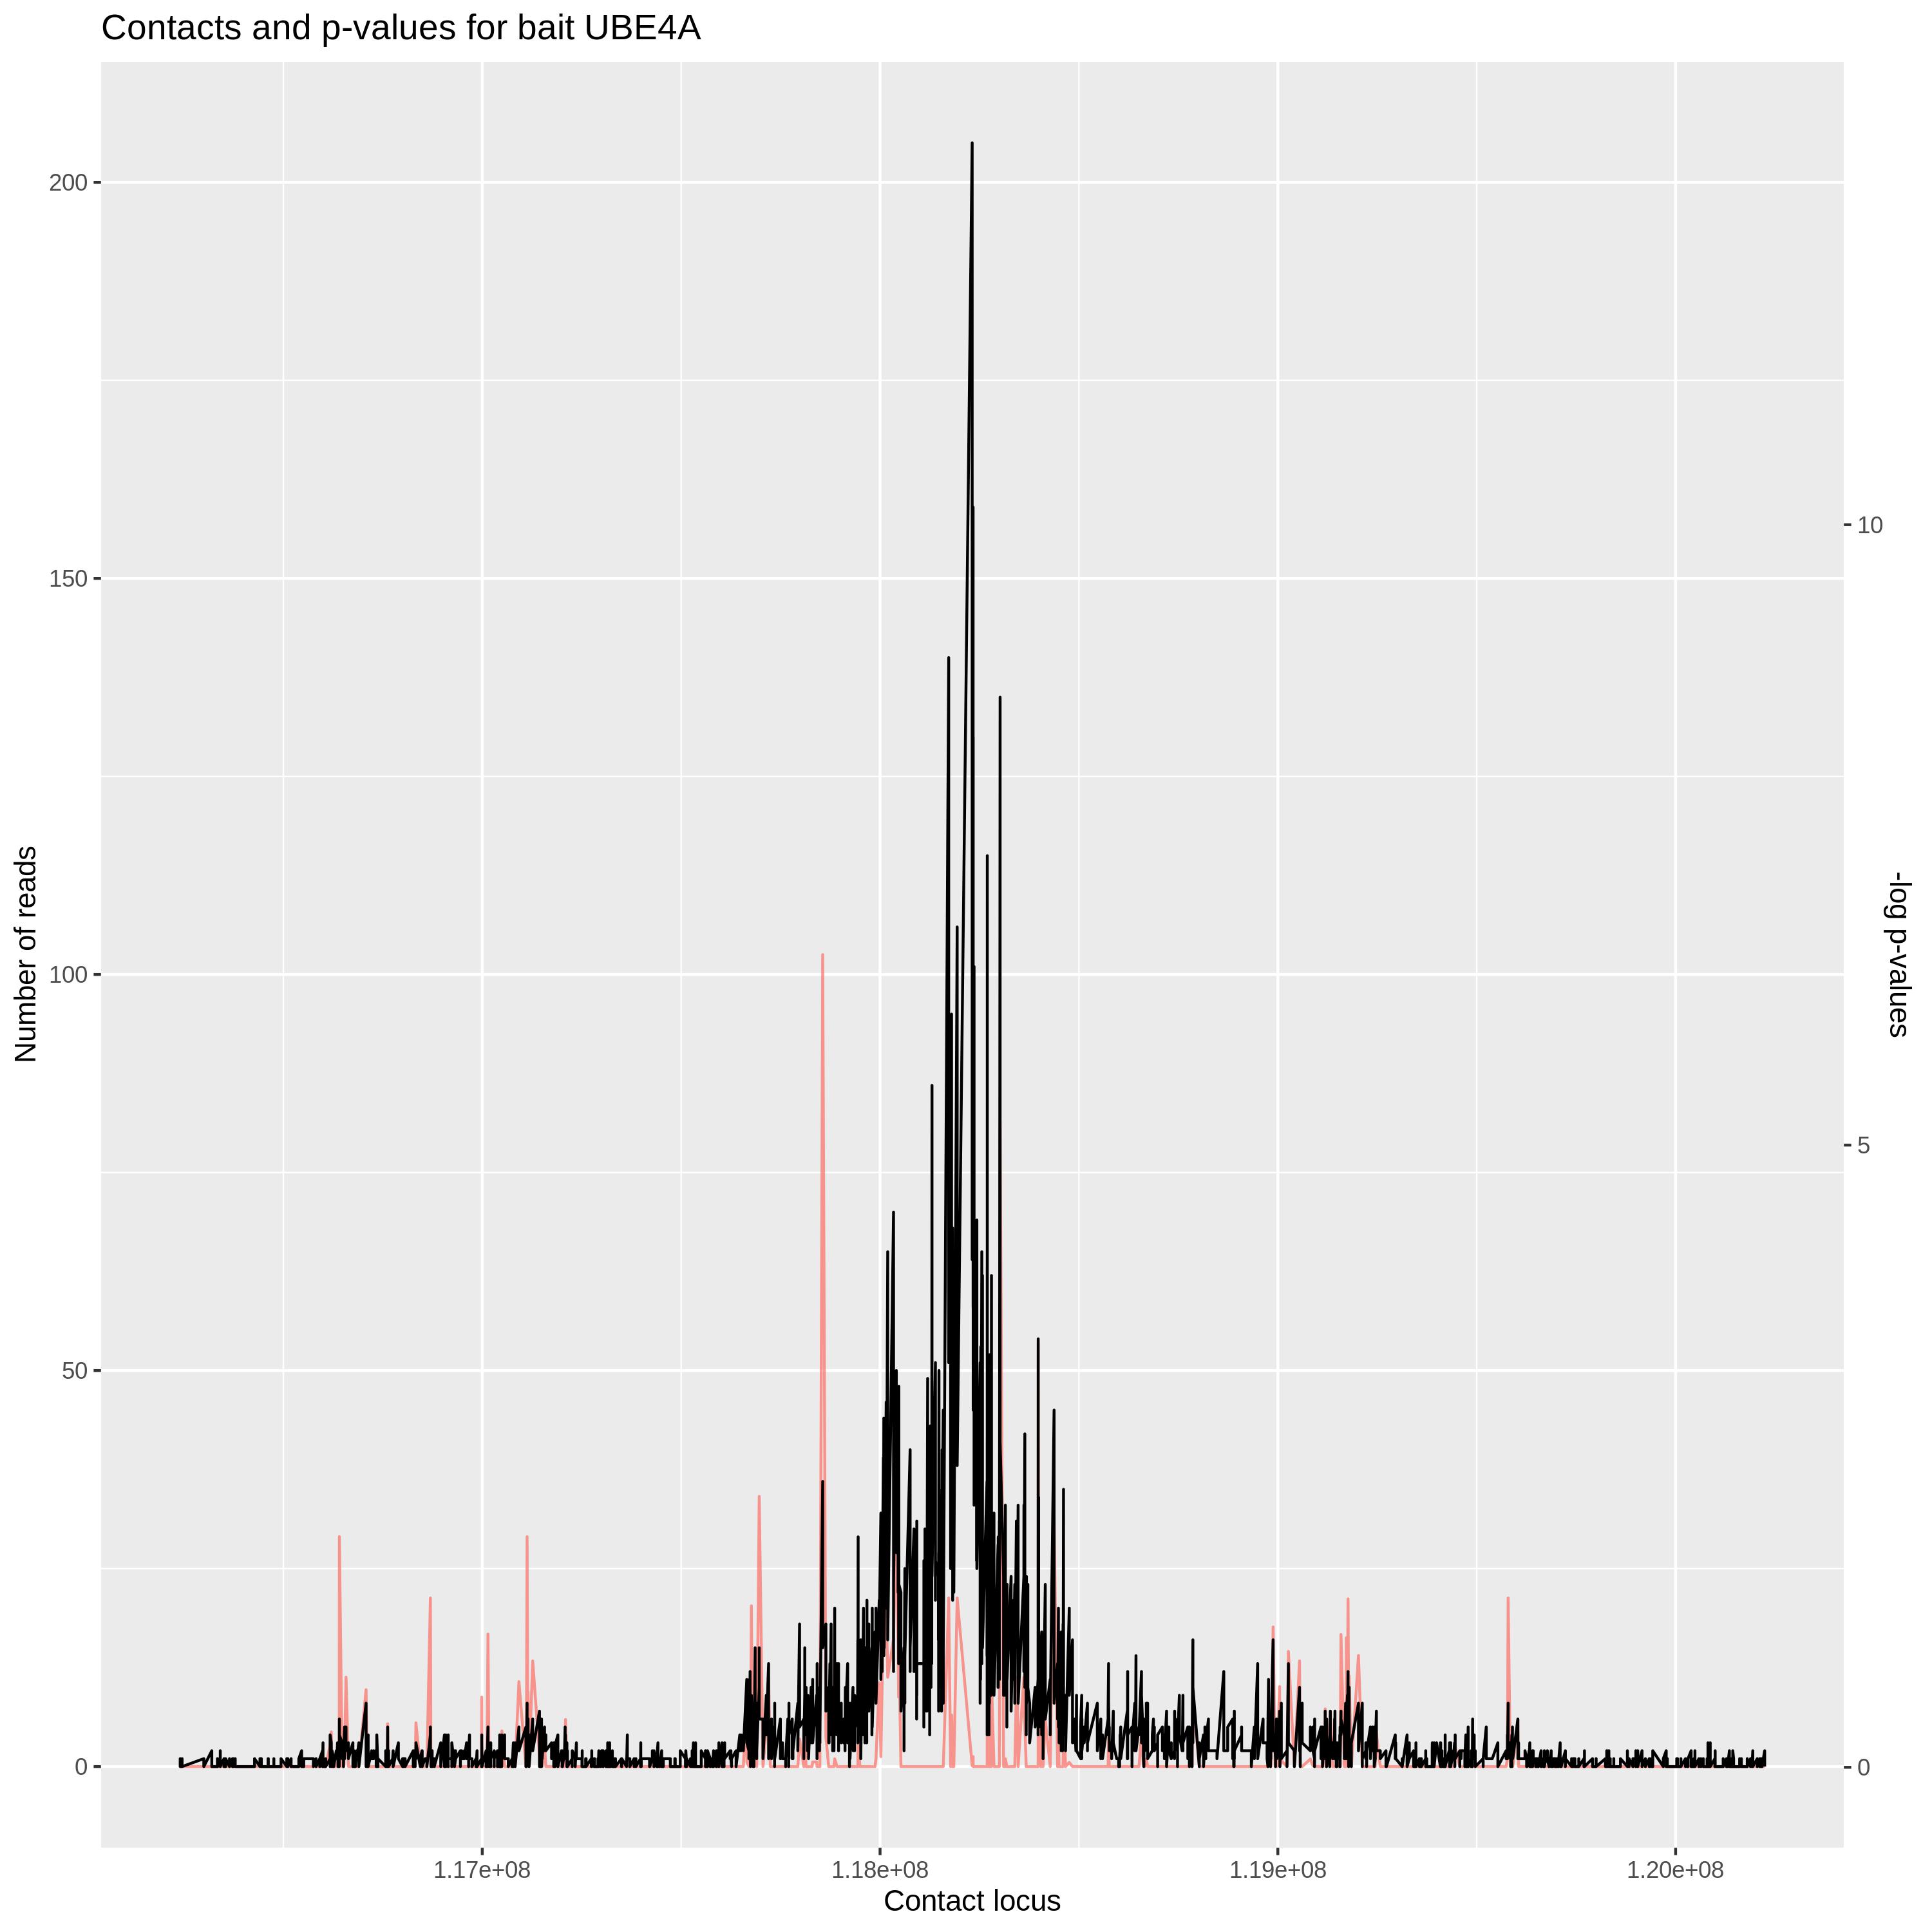 Contacts and p-values for bait UBE4A
200
150
100
50
0
Number of reads
10
5
0
-log p-values
1.17e+08
1.18e+08
1.19e+08
1.20e+08
Contact locus